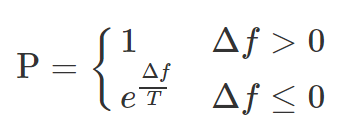 P = { 1 Δf > 0
e^{Δf/T} Δf ≤ 0